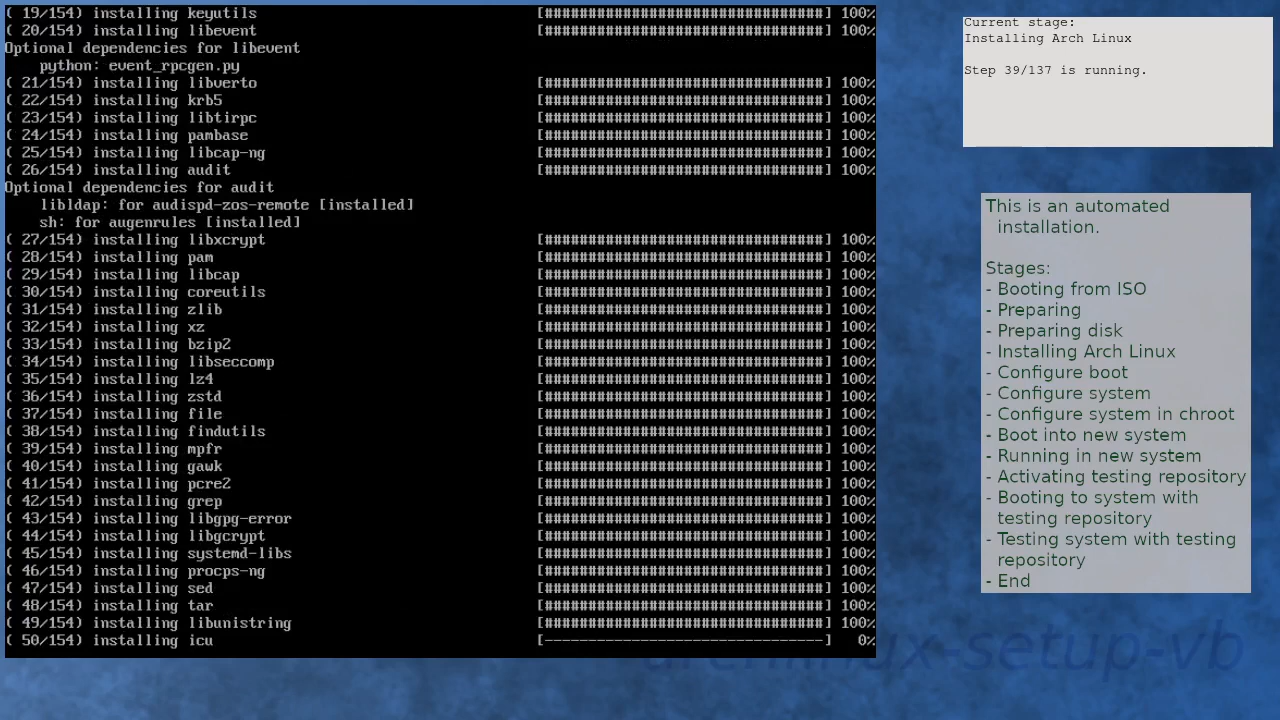 ( 19/154) installing keyutils [################################] 100%
( 20/154) installing libevent [################################] 100%
Optional dependencies for libevent
python: event_rpcgen.py
( 21/154) installing libverto [################################] 100%
( 22/154) installing krb5 [################################] 100%
( 23/154) installing libtirpc [################################] 100%
( 24/154) installing pambase [################################] 100%
( 25/154) installing libcap-ng [################################] 100%
( 26/154) installing audit [################################] 100%
Optional dependencies for audit
libldap: for audispd-zos-remote [installed]
sh: for augenrules [installed]
( 27/154) installing libxcrypt [################################] 100%
( 28/154) installing pam [################################] 100%
( 29/154) installing libcap [################################] 100%
( 30/154) installing coreutils [################################] 100%
( 31/154) installing zlib [################################] 100%
( 32/154) installing xz [################################] 100%
( 33/154) installing bzip2 [################################] 100%
( 34/154) installing libseccomp [################################] 100%
( 35/154) installing lz4 [################################] 100%
( 36/154) installing zstd [################################] 100%
( 37/154) installing file [################################] 100%
( 38/154) installing findutils [################################] 100%
( 39/154) installing mpfr [################################] 100%
( 40/154) installing gawk [################################] 100%
( 41/154) installing pcre2 [################################] 100%
( 42/154) installing grep [################################] 100%
( 43/154) installing libgpg-error [################################] 100%
( 44/154) installing libgcrypt [################################] 100%
( 45/154) installing systemd-libs [################################] 100%
( 46/154) installing procps-ng [################################] 100%
( 47/154) installing sed [################################] 100%
( 48/154) installing tar [################################] 100%
( 49/154) installing libunistring [################################] 100%
( 50/154) installing icu [--------------------------------] 0%
Current stage:
Installing Arch Linux
Step 39/137 is running.
This is an automated
installation.
Stages:
- Booting from ISO
- Preparing
- Preparing disk
- Installing Arch Linux
- Configure boot
- Configure system
- Configure system in chroot
- Boot into new system
- Running in new system
- Activating testing repository
- Booting to system with
testing repository
- Testing system with testing
repository
- End
archlinux-setup-vb